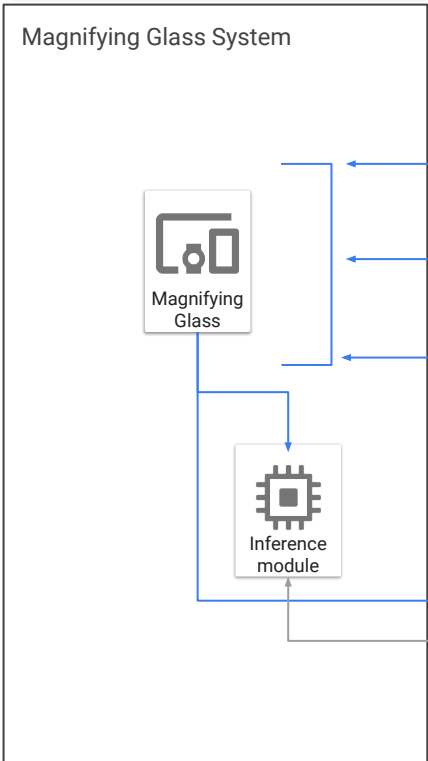 Magnifying Glass System
Magnifying
Glass
Inference
module